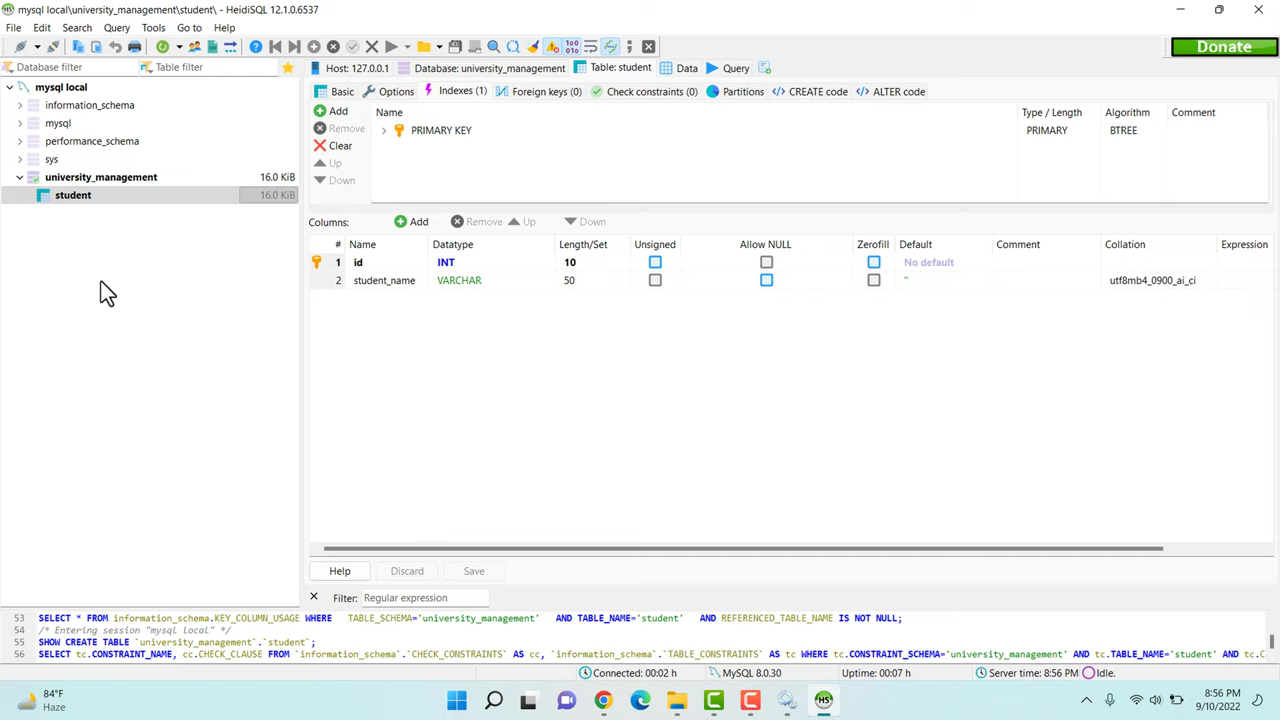 mysql local\university_management\student\ - HeidiSQL 12.1.0.6537
File Edit Search Query Tools Go to Help
Donate
Database filter Table filter
Host: 127.0.0.1 Database: university_management Table: student Data Query
mysql local
information_schema
mysql
performance_schema
sys
university_management 16.0 KiB
student 16.0 KiB
Basic Options Indexes (1) Foreign keys (0) Check constraints (0) Partitions CREATE code ALTER code
Add
Remove
Clear
Up
Down
Name Type / Length Algorithm Comment
PRIMARY KEY PRIMARY BTREE
Columns: Add Remove Up Down
# Name Datatype Length/Set Unsigned Allow NULL Zerofill Default Comment Collation Expression
1 id INT 10 No default
2 student_name VARCHAR 50 '' utf8mb4_0900_ai_ci
Help Discard Save
Filter: Regular expression
53 SELECT * FROM information_schema.KEY_COLUMN_USAGE WHERE TABLE_SCHEMA='university_management' AND TABLE_NAME='student' AND REFERENCED_TABLE_NAME IS NOT NULL;
54 /* Entering session "mysql local" */
55 SHOW CREATE TABLE `university_management`.`student`;
56 SELECT tc.CONSTRAINT_NAME, cc.CHECK_CLAUSE FROM `information_schema`.`CHECK_CONSTRAINTS` AS cc, `information_schema`.`TABLE_CONSTRAINTS` AS tc WHERE tc.CONSTRAINT_SCHEMA='university_management' AND tc.TABLE_NAME='student' AND tc.C
Connected: 00:02 h MySQL 8.0.30 Uptime: 00:07 h Server time: 8:56 PM Idle.
84°F
Haze
8:56 PM
9/10/2022